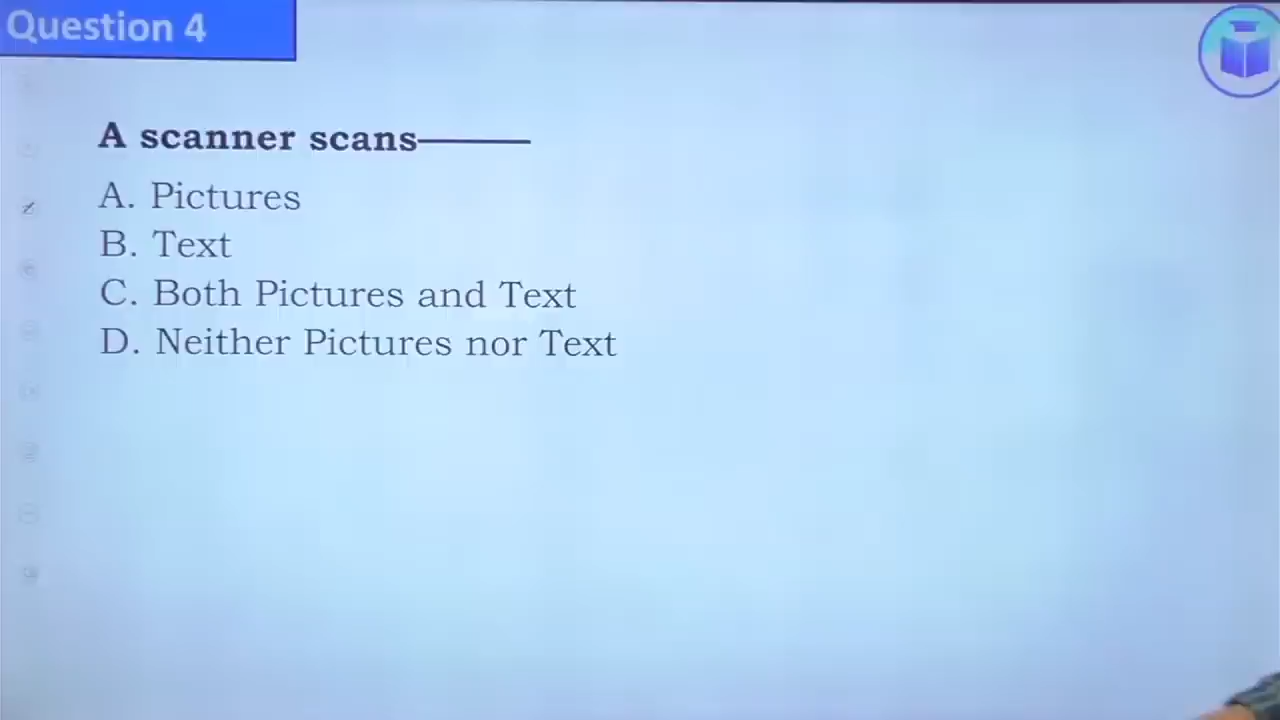 Question 4
A scanner scans———
A. Pictures
B. Text
C. Both Pictures and Text
D. Neither Pictures nor Text